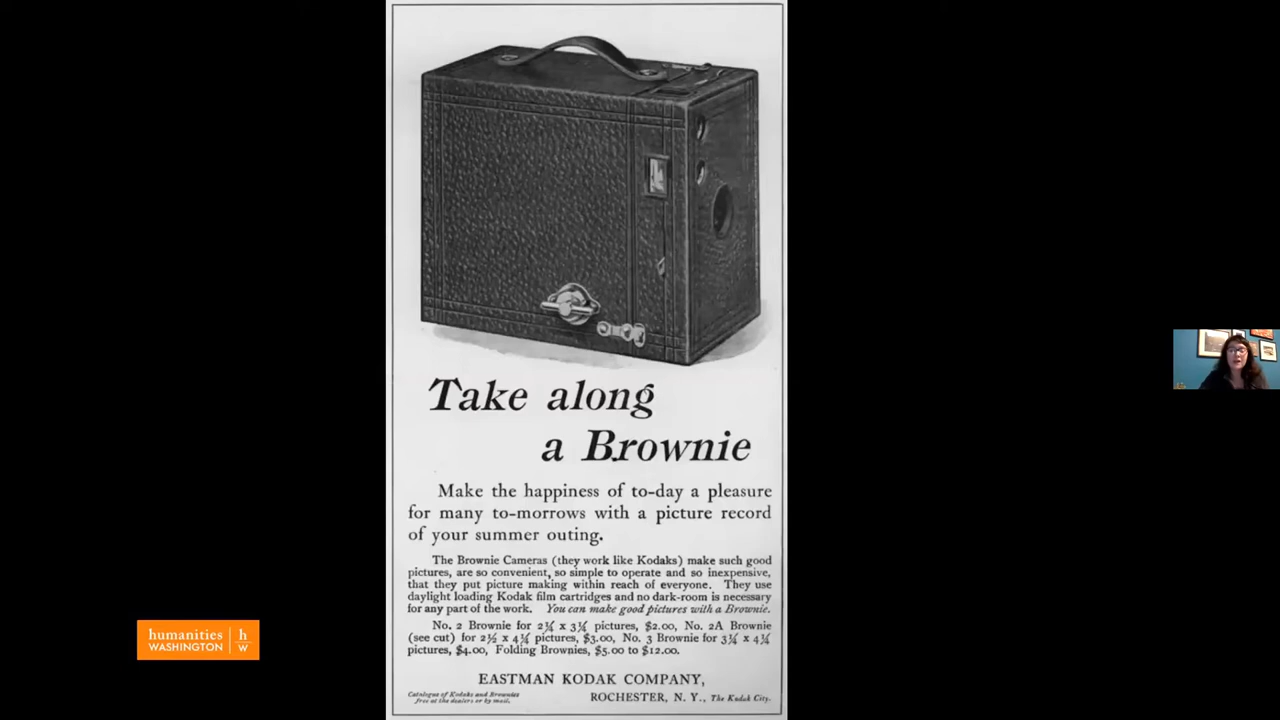 Take along
a Brownie
Make the happiness of to-day a pleasure
for many to-morrows with a picture record
of your summer outing.
The Brownie Cameras (they work like Kodaks) make such good
pictures, are so convenient, so simple to operate and so inexpensive,
that they put picture making within reach of everyone. They use
daylight loading Kodak film cartridges and no dark-room is necessary
for any part of the work. You can make good pictures with a Brownie.
No. 2 Brownie for 2¼ x 3¼ pictures, $2.00, No. 2A Brownie
(see cut) for 2½ x 4¼ pictures, $3.00, No. 3 Brownie for 3¼ x 4¼
pictures, $4.00, Folding Brownies, $5.00 to $12.00.
EASTMAN KODAK COMPANY,
Catalogue of Kodaks and Brownies
free at the dealers or by mail.
ROCHESTER, N. Y., The Kodak City.
humanities
WASHINGTON
h
w